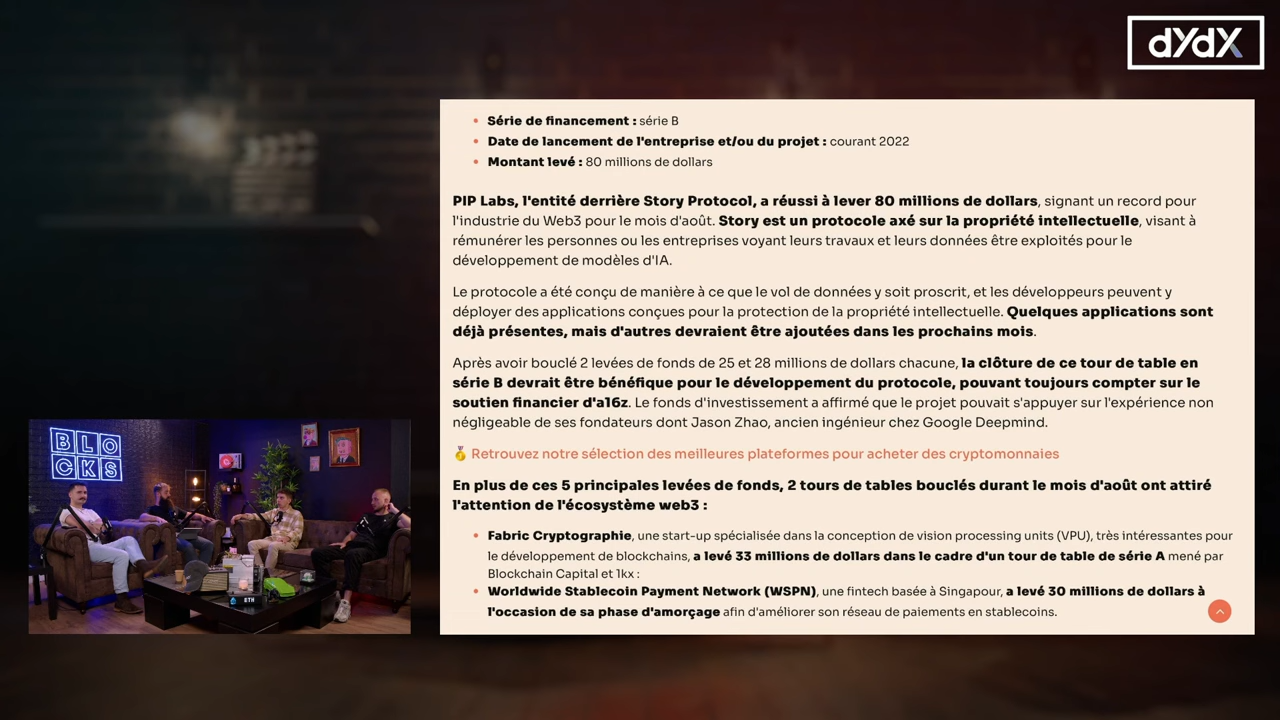 dYdX
Série de financement : série B
Date de lancement de l'entreprise et/ou du projet : courant 2022
Montant levé : 80 millions de dollars
PIP Labs, l'entité derrière Story Protocol, a réussi à lever 80 millions de dollars, signant un record pour
l'industrie du Web3 pour le mois d'août. Story est un protocole axé sur la propriété intellectuelle, visant à
rémunérer les personnes ou les entreprises voyant leurs travaux et leurs données être exploités pour le
développement de modèles d'IA.
Le protocole a été conçu de manière à ce que le vol de données y soit proscrit, et les développeurs peuvent y
déployer des applications conçues pour la protection de la propriété intellectuelle. Quelques applications sont
déjà présentes, mais d'autres devraient être ajoutées dans les prochains mois.
Après avoir bouclé 2 levées de fonds de 25 et 28 millions de dollars chacune, la clôture de ce tour de table en
série B devrait être bénéfique pour le développement du protocole, pouvant toujours compter sur le
soutien financier d'a16z. Le fonds d'investissement a affirmé que le projet pouvait s'appuyer sur l'expérience non
négligeable de ses fondateurs dont Jason Zhao, ancien ingénieur chez Google Deepmind.
🥇 Retrouvez notre sélection des meilleures plateformes pour acheter des cryptomonnaies
En plus de ces 5 principales levées de fonds, 2 tours de tables bouclés durant le mois d'août ont attiré
l'attention de l'écosystème web3 :
Fabric Cryptographie, une start-up spécialisée dans la conception de vision processing units (VPU), très intéressantes pour
le développement de blockchains, a levé 33 millions de dollars dans le cadre d'un tour de table de série A mené par
Blockchain Capital et 1kx :
Worldwide Stablecoin Payment Network (WSPN), une fintech basée à Singapour, a levé 30 millions de dollars à
l'occasion de sa phase d'amorçage afin d'améliorer son réseau de paiements en stablecoins.
BLO
CKS
ETH